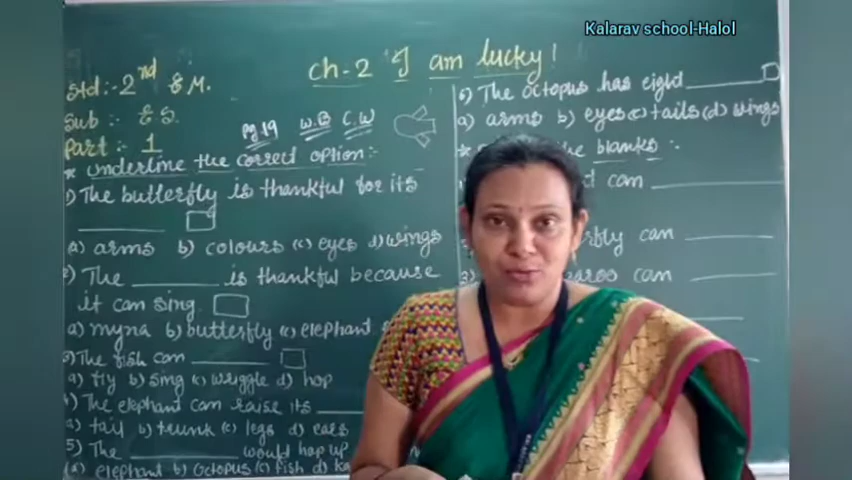 Kalarav school-Halol
Std:- 2nd E.M.
Sub :- E.S.
Part :- 1
ch-2 I am lucky!
Pg.19 W.B C.W
* underline the correct option:-
1) The butterfly is thankful for its
(a) arms b) colours (c) eyes d) wings
2) The is thankful because
it can sing.
a) myna b) butterfly (c) elephant
3) The fish can
a) fly b) sing (c) wriggle d) hop
4) The elephant can raise its
a) tail b) trunk (c) legs d) ears
5) The would hop up
(a) elephant b) octopus (c) fish d)
6) The octopus has eight
a) arms b) eyes (c) tails (d) wings
* blanks :-
can
can
3) can